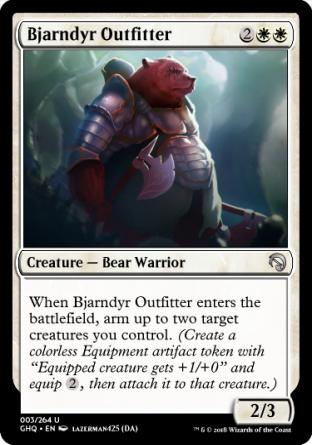 Bjarndyr Outfitter 2
Creature — Bear Warrior
When Bjarndyr Outfitter enters the
battlefield, arm up to two target
creatures you control. (Create a
colorless Equipment artifact token with
“Equipped creature gets +1/+0” and
equip 2, then attach it to that creature.)
2/3
003/264 U
GHQ • EN LAZERMAN425 (DA)
™ & © 2018 Wizards of the Coast